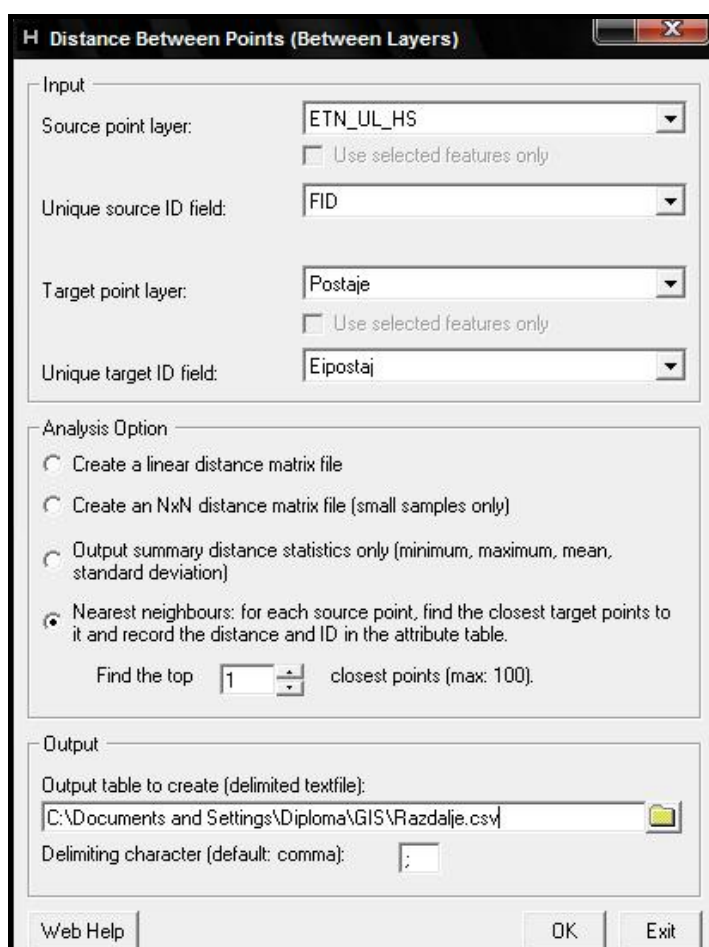 H Distance Between Points (Between Layers)
Input
Source point layer: ETN_UL_HS
Use selected features only
Unique source ID field: FID
Target point layer: Postaje
Use selected features only
Unique target ID field: Eipostaj
Analysis Option
Create a linear distance matrix file
Create an NxN distance matrix file (small samples only)
Output summary distance statistics only (minimum, maximum, mean,
standard deviation)
Nearest neighbours: for each source point, find the closest target points to
it and record the distance and ID in the attribute table.
Find the top 1 closest points (max: 100).
Output
Output table to create (delimited textfile):
C:\Documents and Settings\Diploma\GIS\Razdalje.csv
Delimiting character (default: comma): ;
Web Help OK Exit